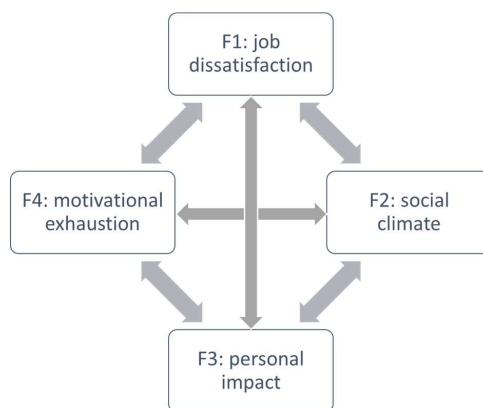 F1: job
dissatisfaction
F4: motivational
exhaustion
F2: social
climate
F3: personal
impact